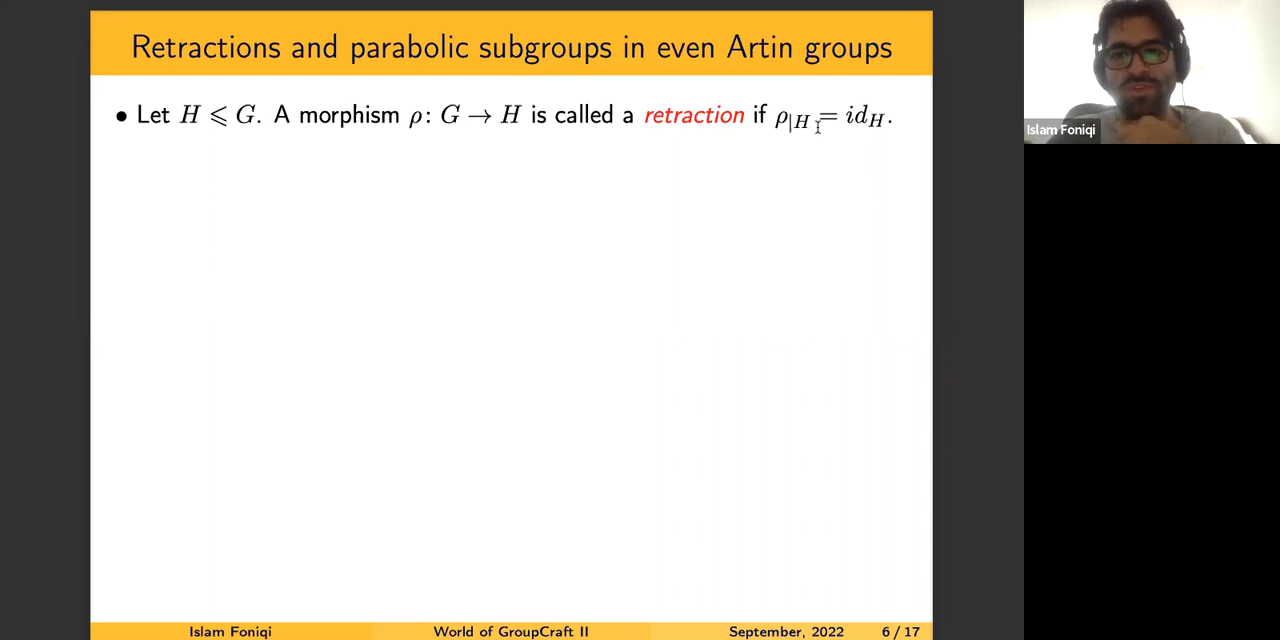 Retractions and parabolic subgroups in even Artin groups
• Let H ⩽ G. A morphism ρ: G → H is called a retraction if ρ|H = idH.
Islam Foniqi
Islam Foniqi World of GroupCraft II September, 2022 6 / 17